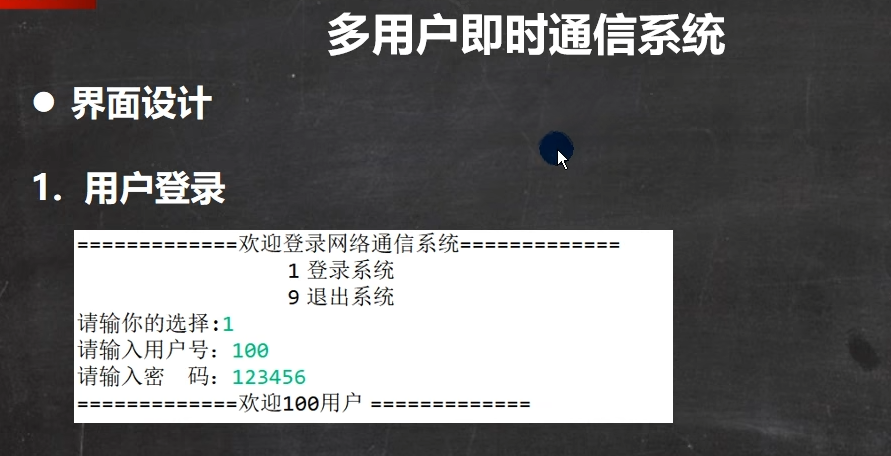 多用户即时通信系统
● 界面设计
1. 用户登录
=============欢迎登录网络通信系统=============
1 登录系统
9 退出系统
请输你的选择:1
请输入用户号：100
请输入密　码：123456
=============欢迎100用户 =============